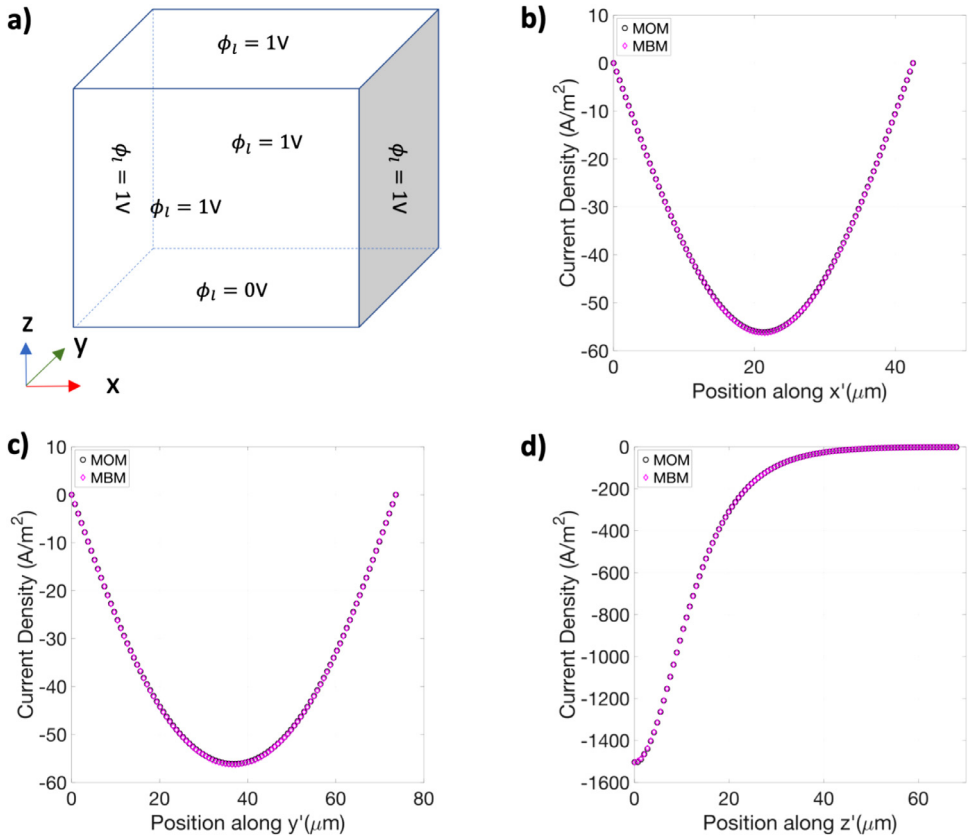 a)
ϕₗ = 1V
ϕₗ = 1V
ϕₗ = 1V
ϕₗ = 1V
ϕₗ = 1V
ϕₗ = 0V
z
y
x
b)
MOM
MBM
10
0
-10
-20
-30
-40
-50
-60
Current Density (A/m²)
0
20
40
Position along x'(μm)
c)
MOM
MBM
10
0
-10
-20
-30
-40
-50
-60
Current Density (A/m²)
0
20
40
60
80
Position along y'(μm)
d)
MOM
MBM
0
-200
-400
-600
-800
-1000
-1200
-1400
-1600
Current Density (A/m²)
0
20
40
60
Position along z'(μm)